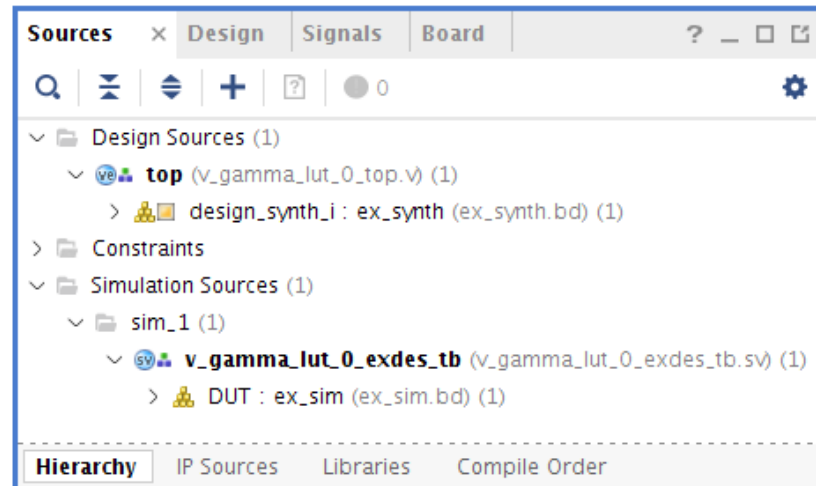 Sources × Design Signals Board ?
0
Design Sources (1)
top (v_gamma_lut_0_top.v) (1)
design_synth_i : ex_synth (ex_synth.bd) (1)
Constraints
Simulation Sources (1)
sim_1 (1)
v_gamma_lut_0_exdes_tb (v_gamma_lut_0_exdes_tb.sv) (1)
DUT : ex_sim (ex_sim.bd) (1)
Hierarchy IP Sources Libraries Compile Order